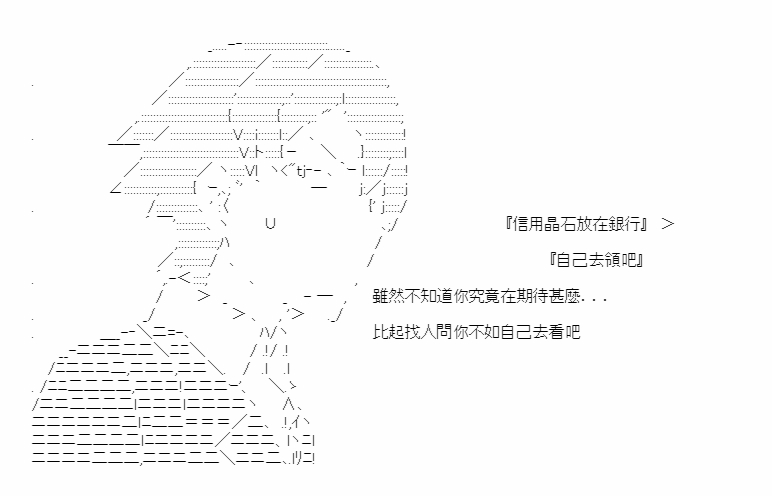 『信用晶石放在銀行』 ＞
『自己去領吧』
雖然不知道你究竟在期待甚麼...
比起找人問你不如自己去看吧